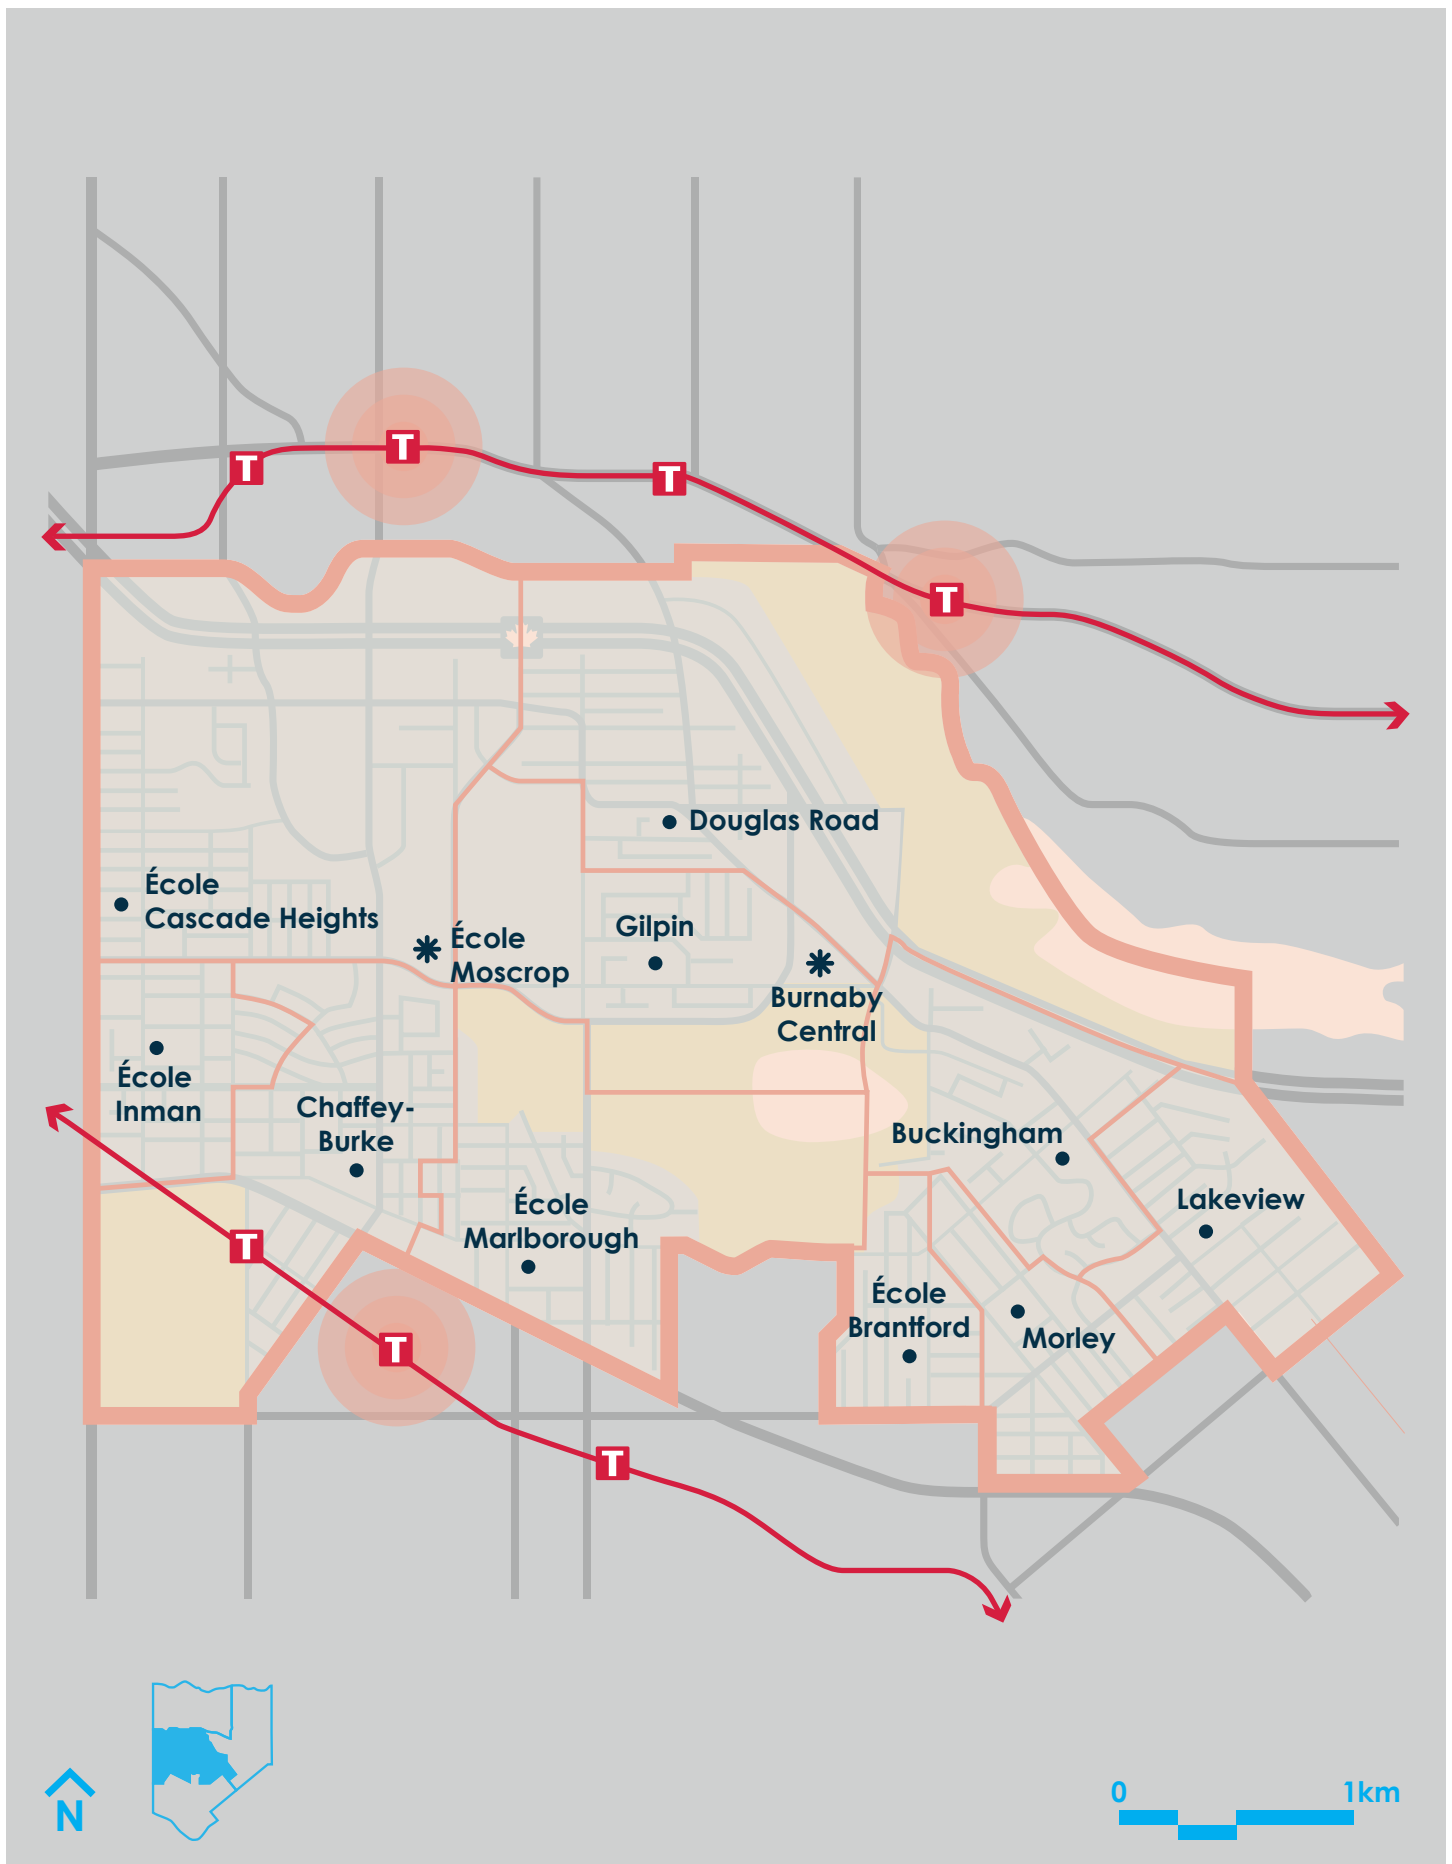 T
T
T
T
Douglas Road
École
Cascade Heights
École
Moscrop
Gilpin
Burnaby
Central
École
Inman
Chaffey-
Burke
Buckingham
École
Marlborough
Lakeview
T
École
Brantford
Morley
T
T
N
0
1km